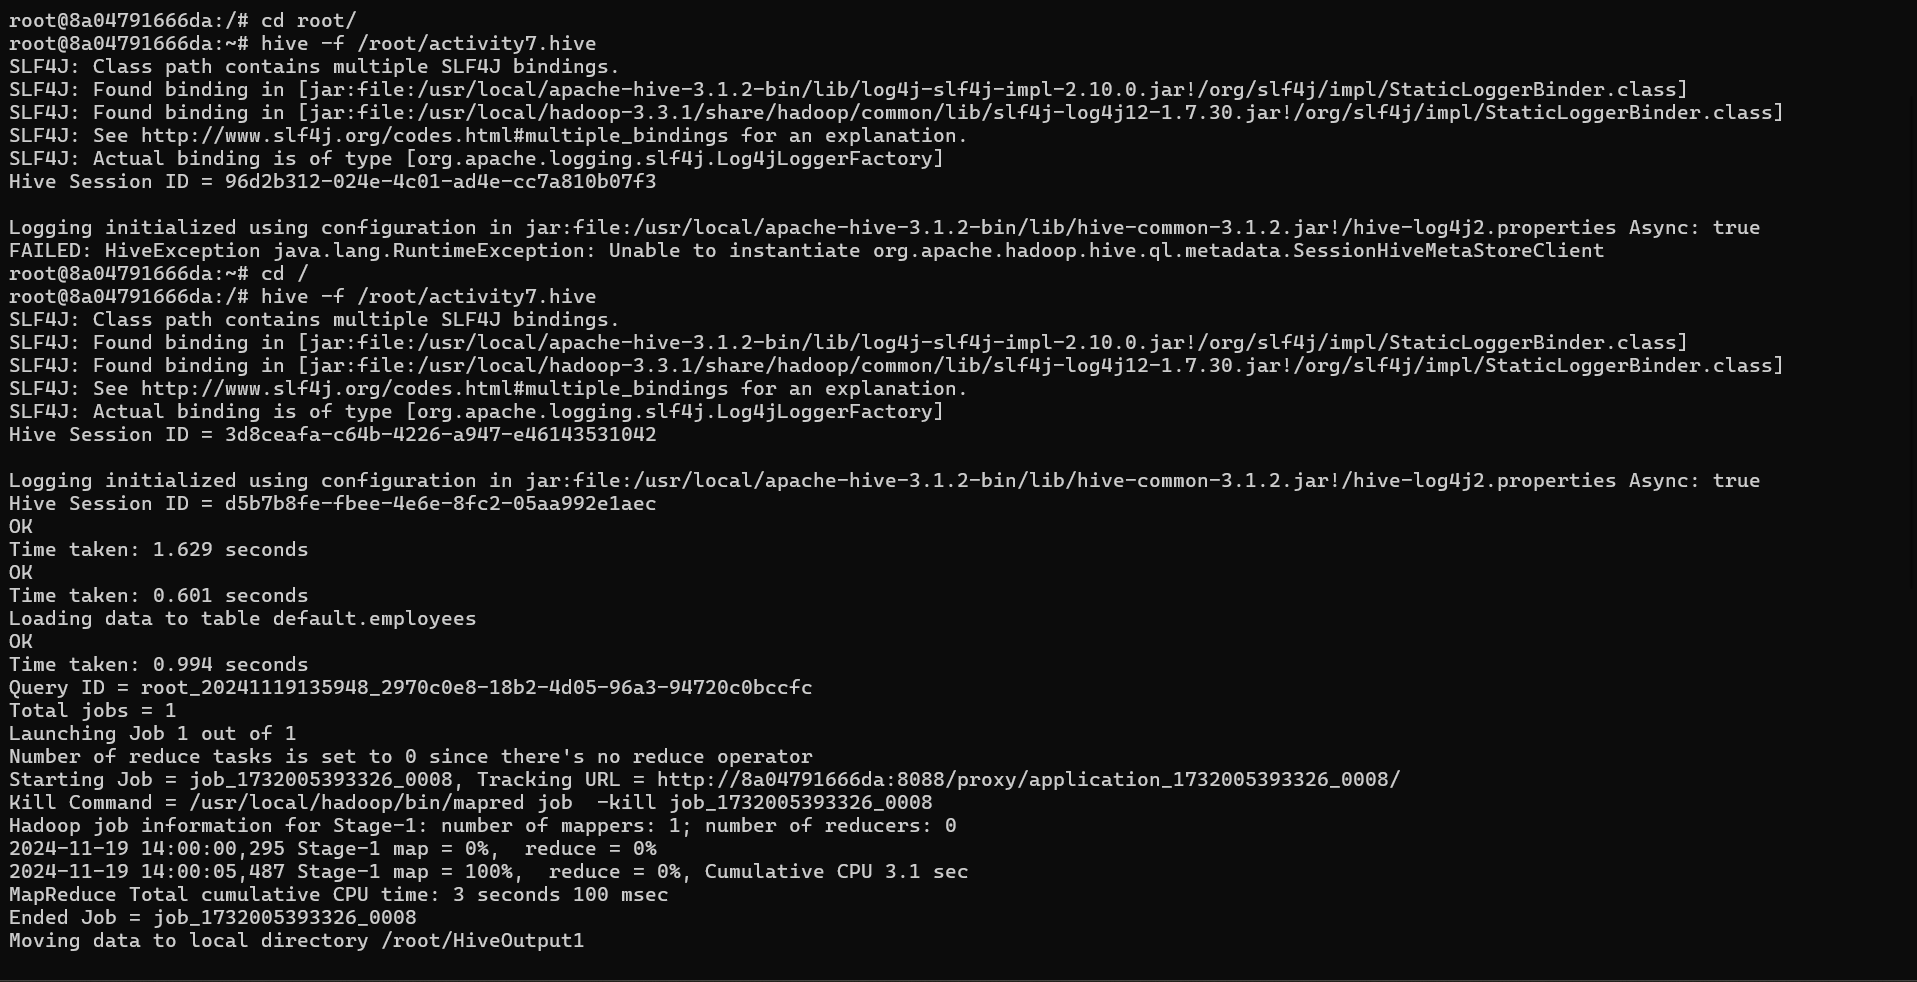 root@8a04791666da:/# cd root/
root@8a04791666da:~# hive -f /root/activity7.hive
SLF4J: Class path contains multiple SLF4J bindings.
SLF4J: Found binding in [jar:file:/usr/local/apache-hive-3.1.2-bin/lib/log4j-slf4j-impl-2.10.0.jar!/org/slf4j/impl/StaticLoggerBinder.class]
SLF4J: Found binding in [jar:file:/usr/local/hadoop-3.3.1/share/hadoop/common/lib/slf4j-log4j12-1.7.30.jar!/org/slf4j/impl/StaticLoggerBinder.class]
SLF4J: See http://www.slf4j.org/codes.html#multiple_bindings for an explanation.
SLF4J: Actual binding is of type [org.apache.logging.slf4j.Log4jLoggerFactory]
Hive Session ID = 96d2b312-024e-4c01-ad4e-cc7a810b07f3
Logging initialized using configuration in jar:file:/usr/local/apache-hive-3.1.2-bin/lib/hive-common-3.1.2.jar!/hive-log4j2.properties Async: true
FAILED: HiveException java.lang.RuntimeException: Unable to instantiate org.apache.hadoop.hive.ql.metadata.SessionHiveMetaStoreClient
root@8a04791666da:~# cd /
root@8a04791666da:/# hive -f /root/activity7.hive
SLF4J: Class path contains multiple SLF4J bindings.
SLF4J: Found binding in [jar:file:/usr/local/apache-hive-3.1.2-bin/lib/log4j-slf4j-impl-2.10.0.jar!/org/slf4j/impl/StaticLoggerBinder.class]
SLF4J: Found binding in [jar:file:/usr/local/hadoop-3.3.1/share/hadoop/common/lib/slf4j-log4j12-1.7.30.jar!/org/slf4j/impl/StaticLoggerBinder.class]
SLF4J: See http://www.slf4j.org/codes.html#multiple_bindings for an explanation.
SLF4J: Actual binding is of type [org.apache.logging.slf4j.Log4jLoggerFactory]
Hive Session ID = 3d8ceafa-c64b-4226-a947-e46143531042
Logging initialized using configuration in jar:file:/usr/local/apache-hive-3.1.2-bin/lib/hive-common-3.1.2.jar!/hive-log4j2.properties Async: true
Hive Session ID = d5b7b8fe-fbee-4e6e-8fc2-05aa992e1aec
OK
Time taken: 1.629 seconds
OK
Time taken: 0.601 seconds
Loading data to table default.employees
OK
Time taken: 0.994 seconds
Query ID = root_20241119135948_2970c0e8-18b2-4d05-96a3-94720c0bccfc
Total jobs = 1
Launching Job 1 out of 1
Number of reduce tasks is set to 0 since there's no reduce operator
Starting Job = job_1732005393326_0008, Tracking URL = http://8a04791666da:8088/proxy/application_1732005393326_0008/
Kill Command = /usr/local/hadoop/bin/mapred job  -kill job_1732005393326_0008
Hadoop job information for Stage-1: number of mappers: 1; number of reducers: 0
2024-11-19 14:00:00,295 Stage-1 map = 0%,  reduce = 0%
2024-11-19 14:00:05,487 Stage-1 map = 100%,  reduce = 0%, Cumulative CPU 3.1 sec
MapReduce Total cumulative CPU time: 3 seconds 100 msec
Ended Job = job_1732005393326_0008
Moving data to local directory /root/HiveOutput1